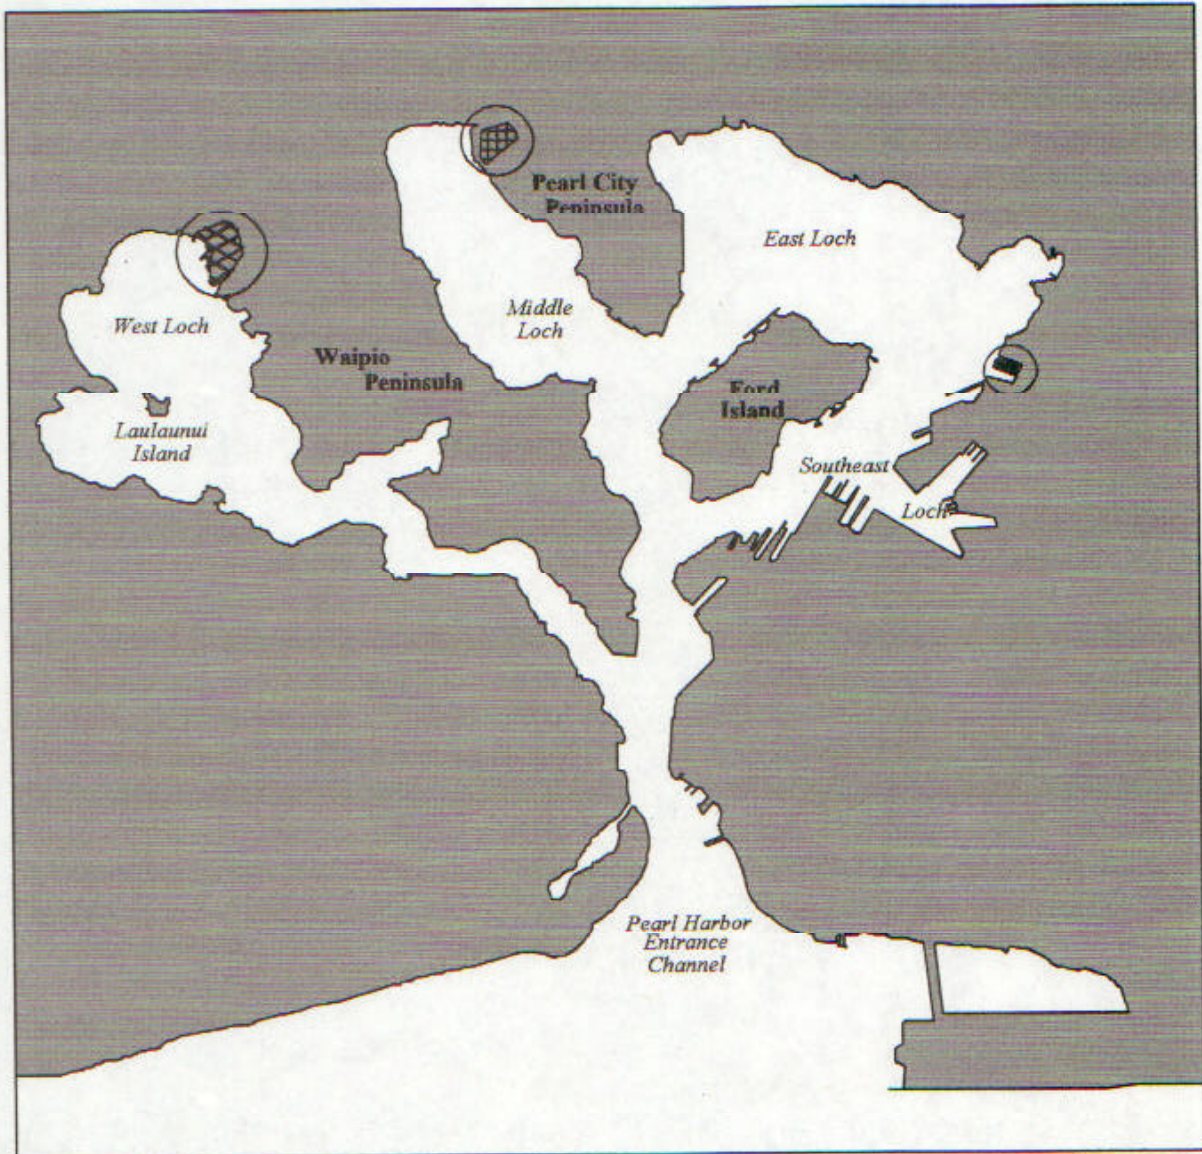 Pearl City
Peninsula
East Loch
Middle
Loch
West Loch
Waipio
Peninsula
Ford
Island
Laulaunui
Island
Southeast
Loch
Pearl Harbor
Entrance
Channel